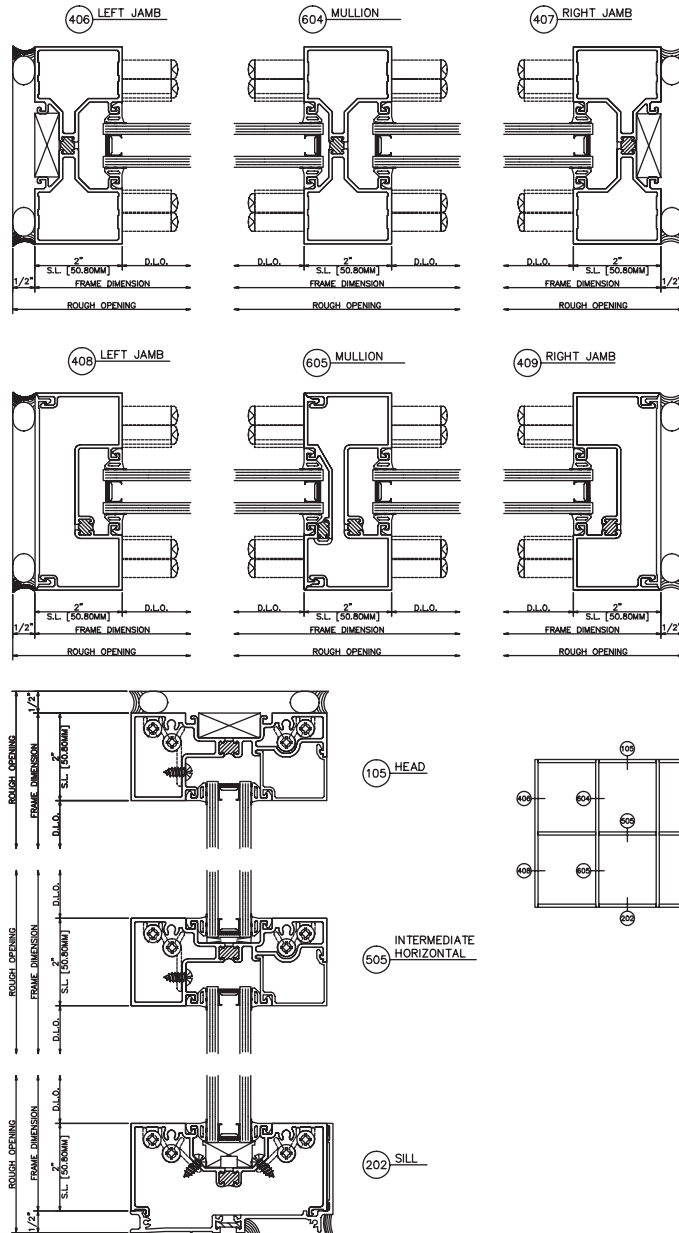 406 LEFT JAMB
604 MULLION
407 RIGHT JAMB
2" D.L.O. D.L.O. 2" D.L.O. D.L.O. 2"
S.L. [50.80MM] S.L. [50.80MM] S.L. [50.80MM]
1/2" FRAME DIMENSION FRAME DIMENSION FRAME DIMENSION 1/2"
ROUGH OPENING ROUGH OPENING ROUGH OPENING
408 LEFT JAMB
605 MULLION
409 RIGHT JAMB
2" D.L.O. D.L.O. 2" D.L.O. D.L.O. 2"
S.L. [50.80MM] S.L. [50.80MM] S.L. [50.80MM]
1/2" FRAME DIMENSION FRAME DIMENSION FRAME DIMENSION 1/2"
ROUGH OPENING ROUGH OPENING ROUGH OPENING
ROUGH OPENING
1/2"
FRAME DIMENSION
2"
S.L. [50.80MM]
D.L.O.
105 HEAD
105
406 604 505
408 605
202
ROUGH OPENING
FRAME DIMENSION
D.L.O.
2"
S.L. [50.80MM]
D.L.O.
505 INTERMEDIATE
HORIZONTAL
ROUGH OPENING
FRAME DIMENSION
D.L.O.
2"
S.L. [50.80MM]
1/2"
202 SILL